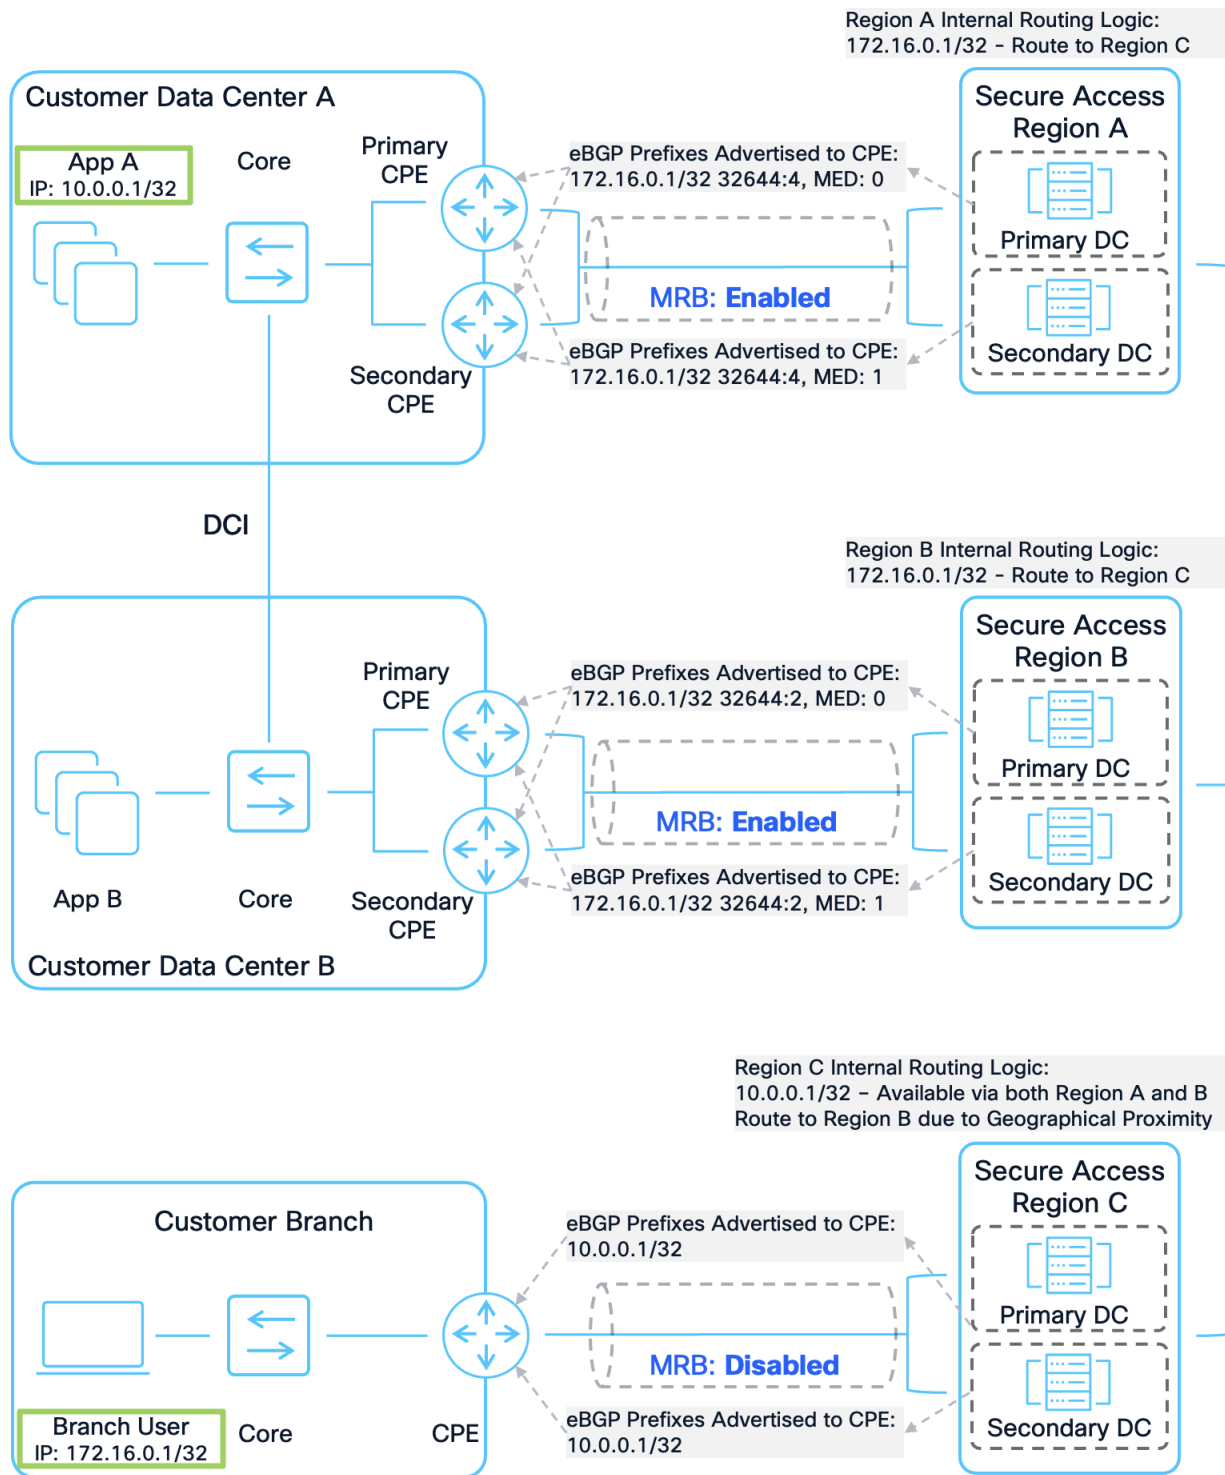 Region A Internal Routing Logic:
172.16.0.1/32 - Route to Region C
Customer Data Center A
App A
IP: 10.0.0.1/32
Core
Primary
CPE
eBGP Prefixes Advertised to CPE:
172.16.0.1/32 32644:4, MED: 0
MRB: Enabled
eBGP Prefixes Advertised to CPE:
172.16.0.1/32 32644:4, MED: 1
Secondary
CPE
Secure Access
Region A
Primary DC
Secondary DC
DCI
Region B Internal Routing Logic:
172.16.0.1/32 - Route to Region C
Primary
CPE
eBGP Prefixes Advertised to CPE:
172.16.0.1/32 32644:2, MED: 0
MRB: Enabled
eBGP Prefixes Advertised to CPE:
172.16.0.1/32 32644:2, MED: 1
App B
Core
Secondary
CPE
Customer Data Center B
Secure Access
Region B
Primary DC
Secondary DC
Region C Internal Routing Logic:
10.0.0.1/32 - Available via both Region A and B
Route to Region B due to Geographical Proximity
Customer Branch
eBGP Prefixes Advertised to CPE:
10.0.0.1/32
MRB: Disabled
eBGP Prefixes Advertised to CPE:
10.0.0.1/32
Branch User
IP: 172.16.0.1/32
Core
CPE
Secure Access
Region C
Primary DC
Secondary DC